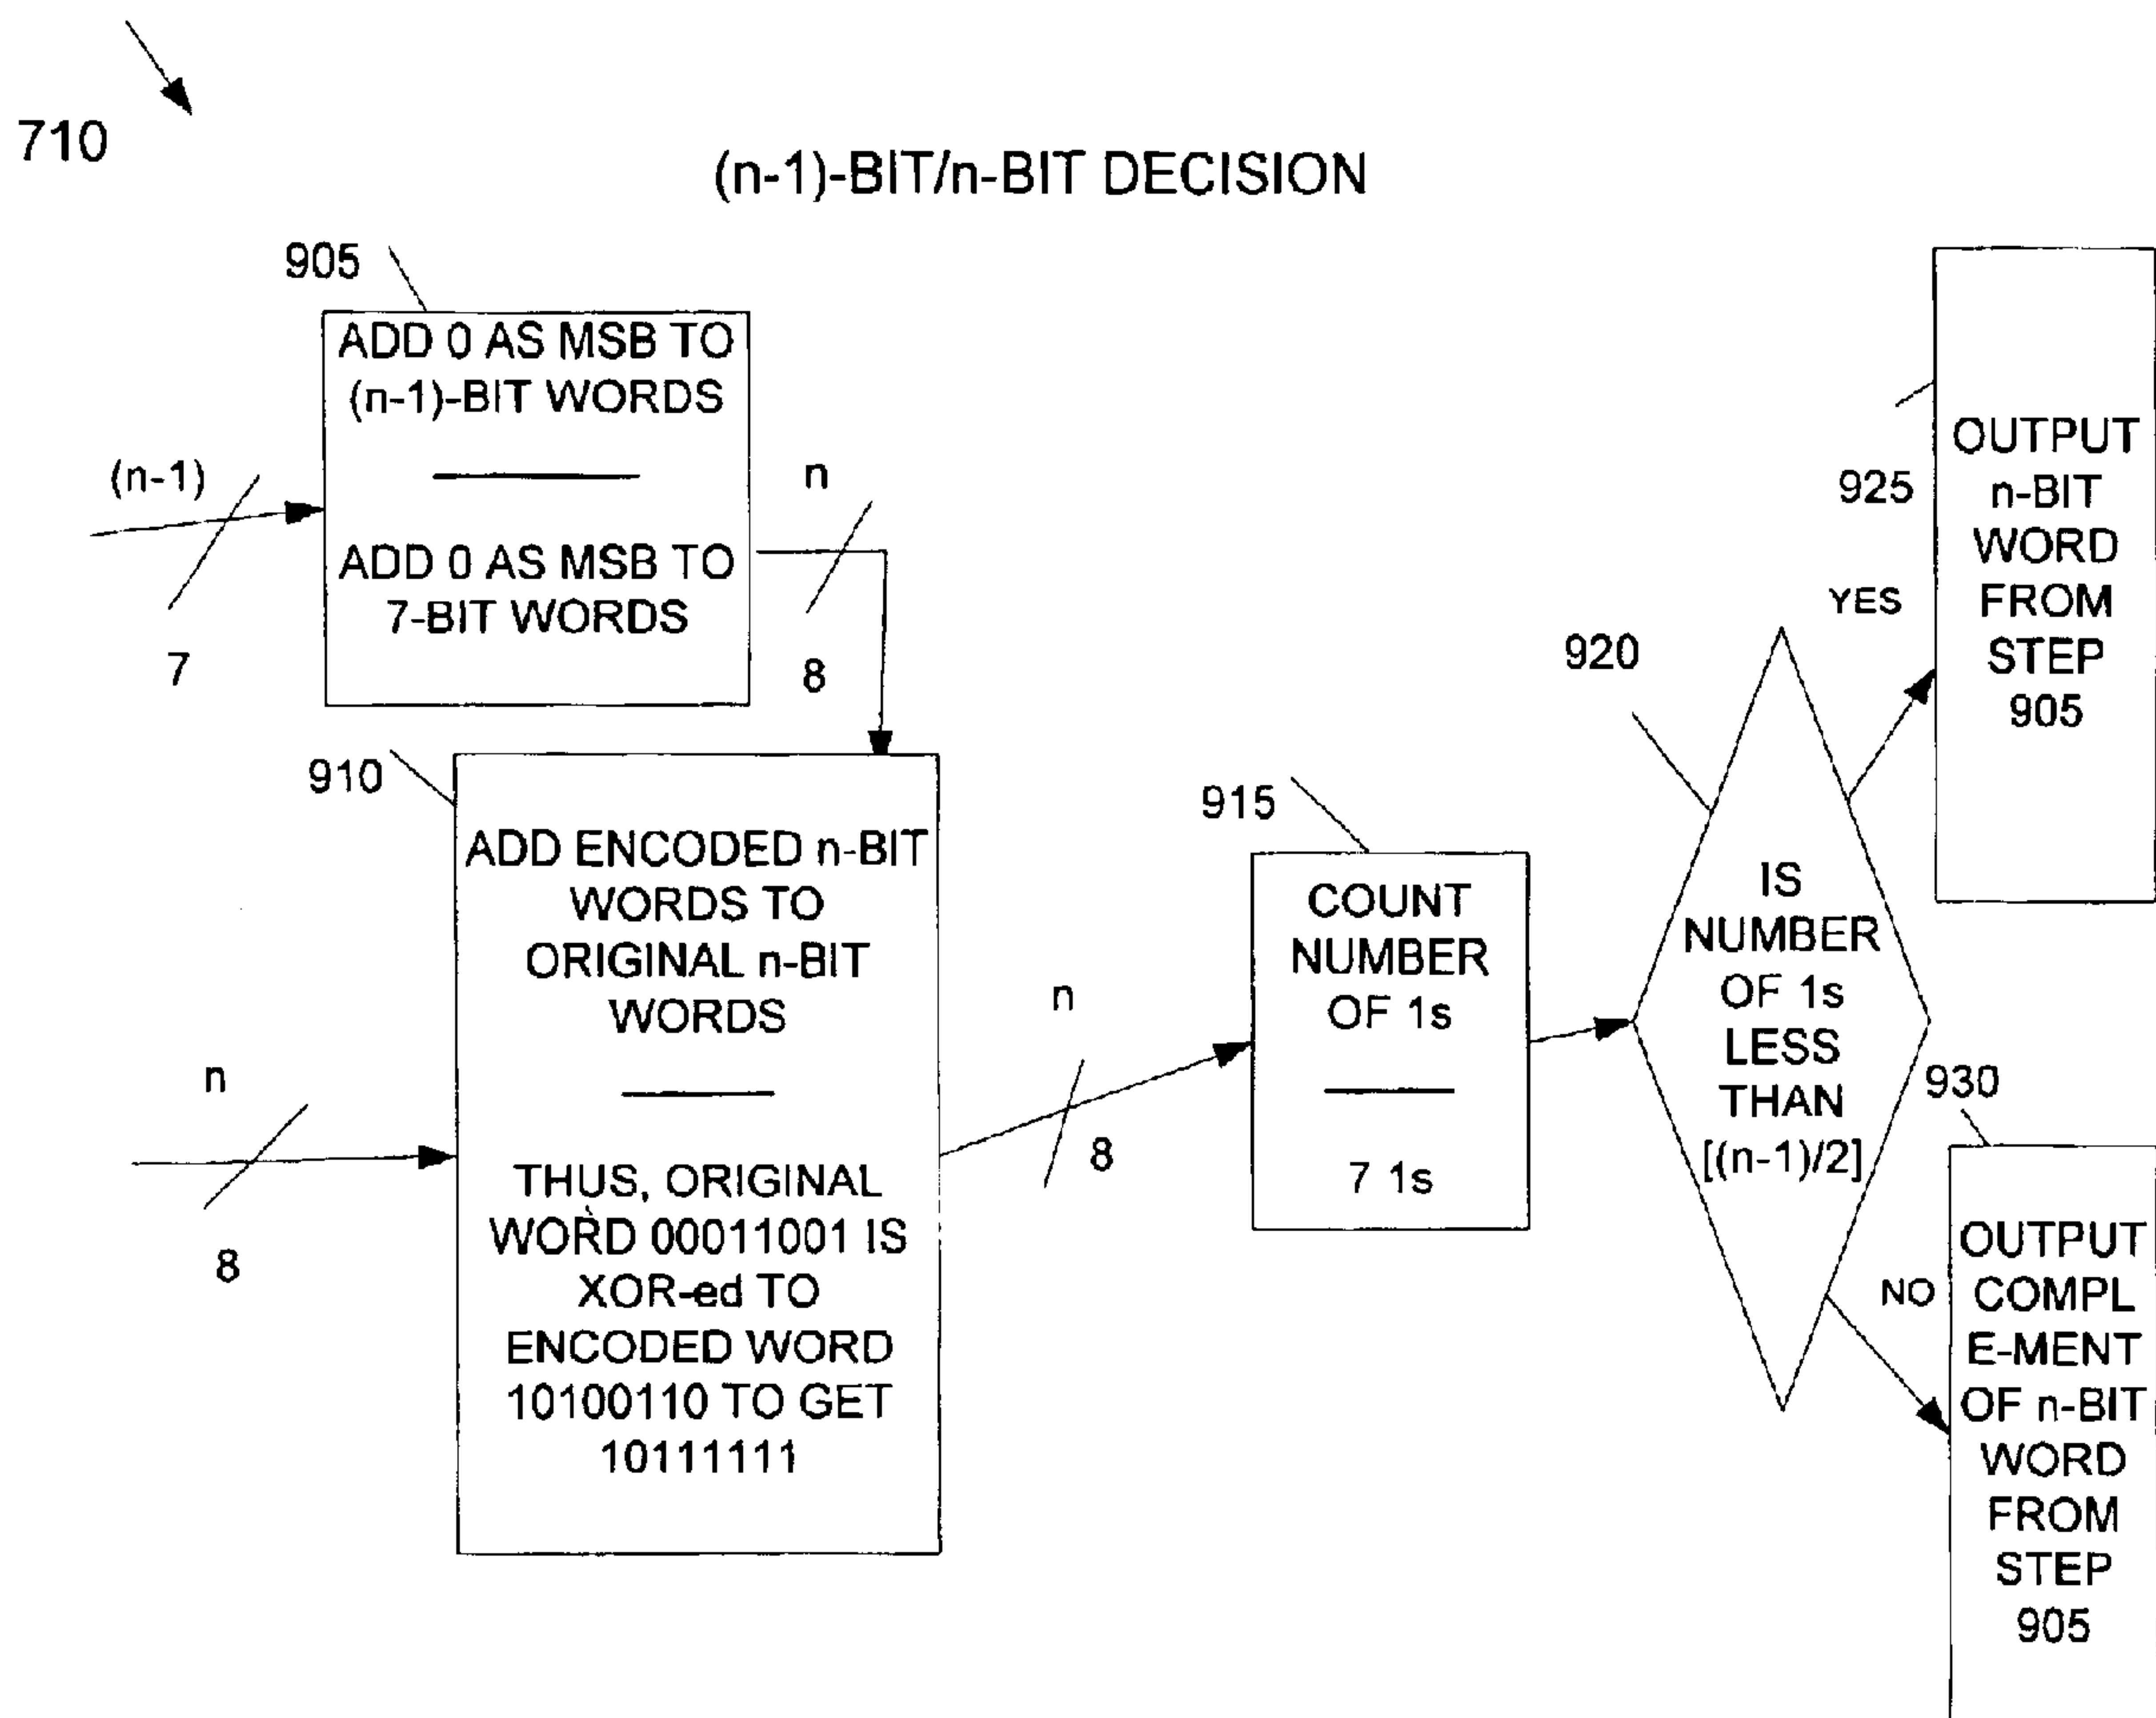 710
(n-1)-BIT/n-BIT DECISION
905
ADD 0 AS MSB TO
(n-1)-BIT WORDS
ADD 0 AS MSB TO
7-BIT WORDS
(n-1)
7
n
8
910
ADD ENCODED n-BIT
WORDS TO
ORIGINAL n-BIT
WORDS
THUS, ORIGINAL
WORD 00011001 IS
XOR-ed TO
ENCODED WORD
10100110 TO GET
10111111
n
8
n
8
915
COUNT
NUMBER
OF 1s
7 1s
920
IS
NUMBER
OF 1s
LESS
THAN
[(n-1)/2]
YES
925
OUTPUT
n-BIT
WORD
FROM
STEP
905
NO
930
OUTPUT
COMPL
E-MENT
OF n-BIT
WORD
FROM
STEP
905